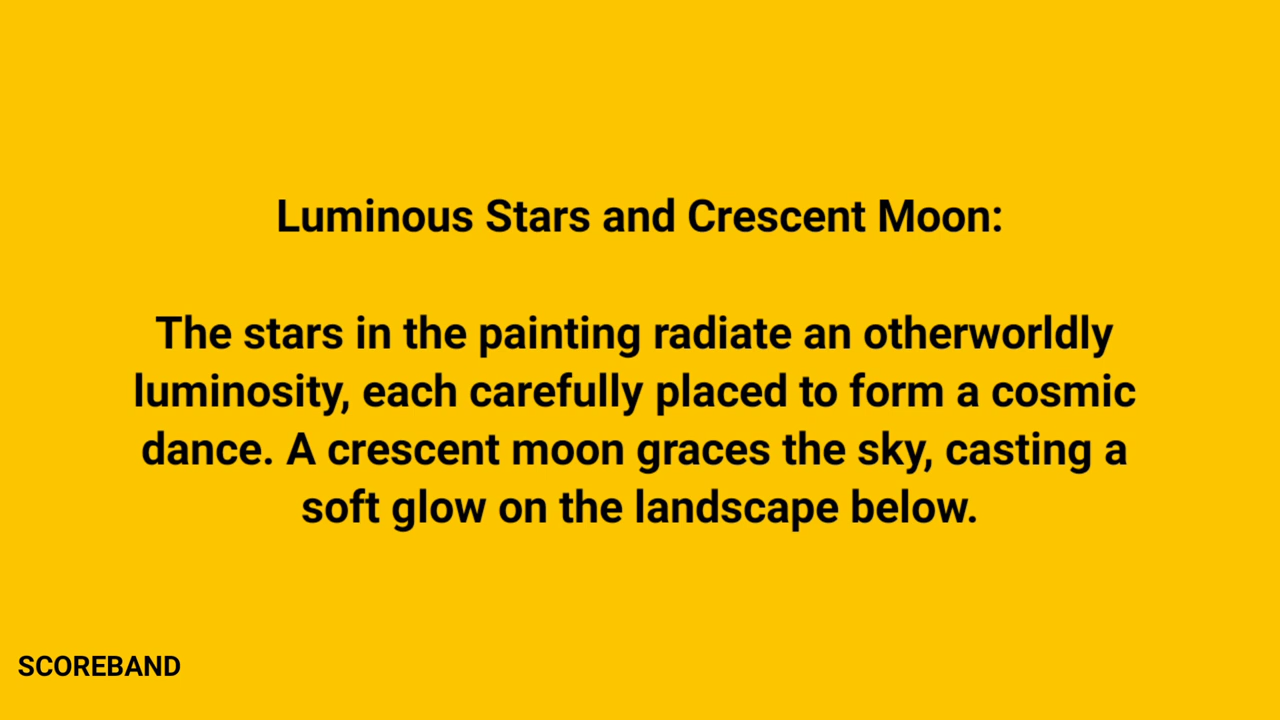 Luminous Stars and Crescent Moon:
The stars in the painting radiate an otherworldly
luminosity, each carefully placed to form a cosmic
dance. A crescent moon graces the sky, casting a
soft glow on the landscape below.
SCOREBAND